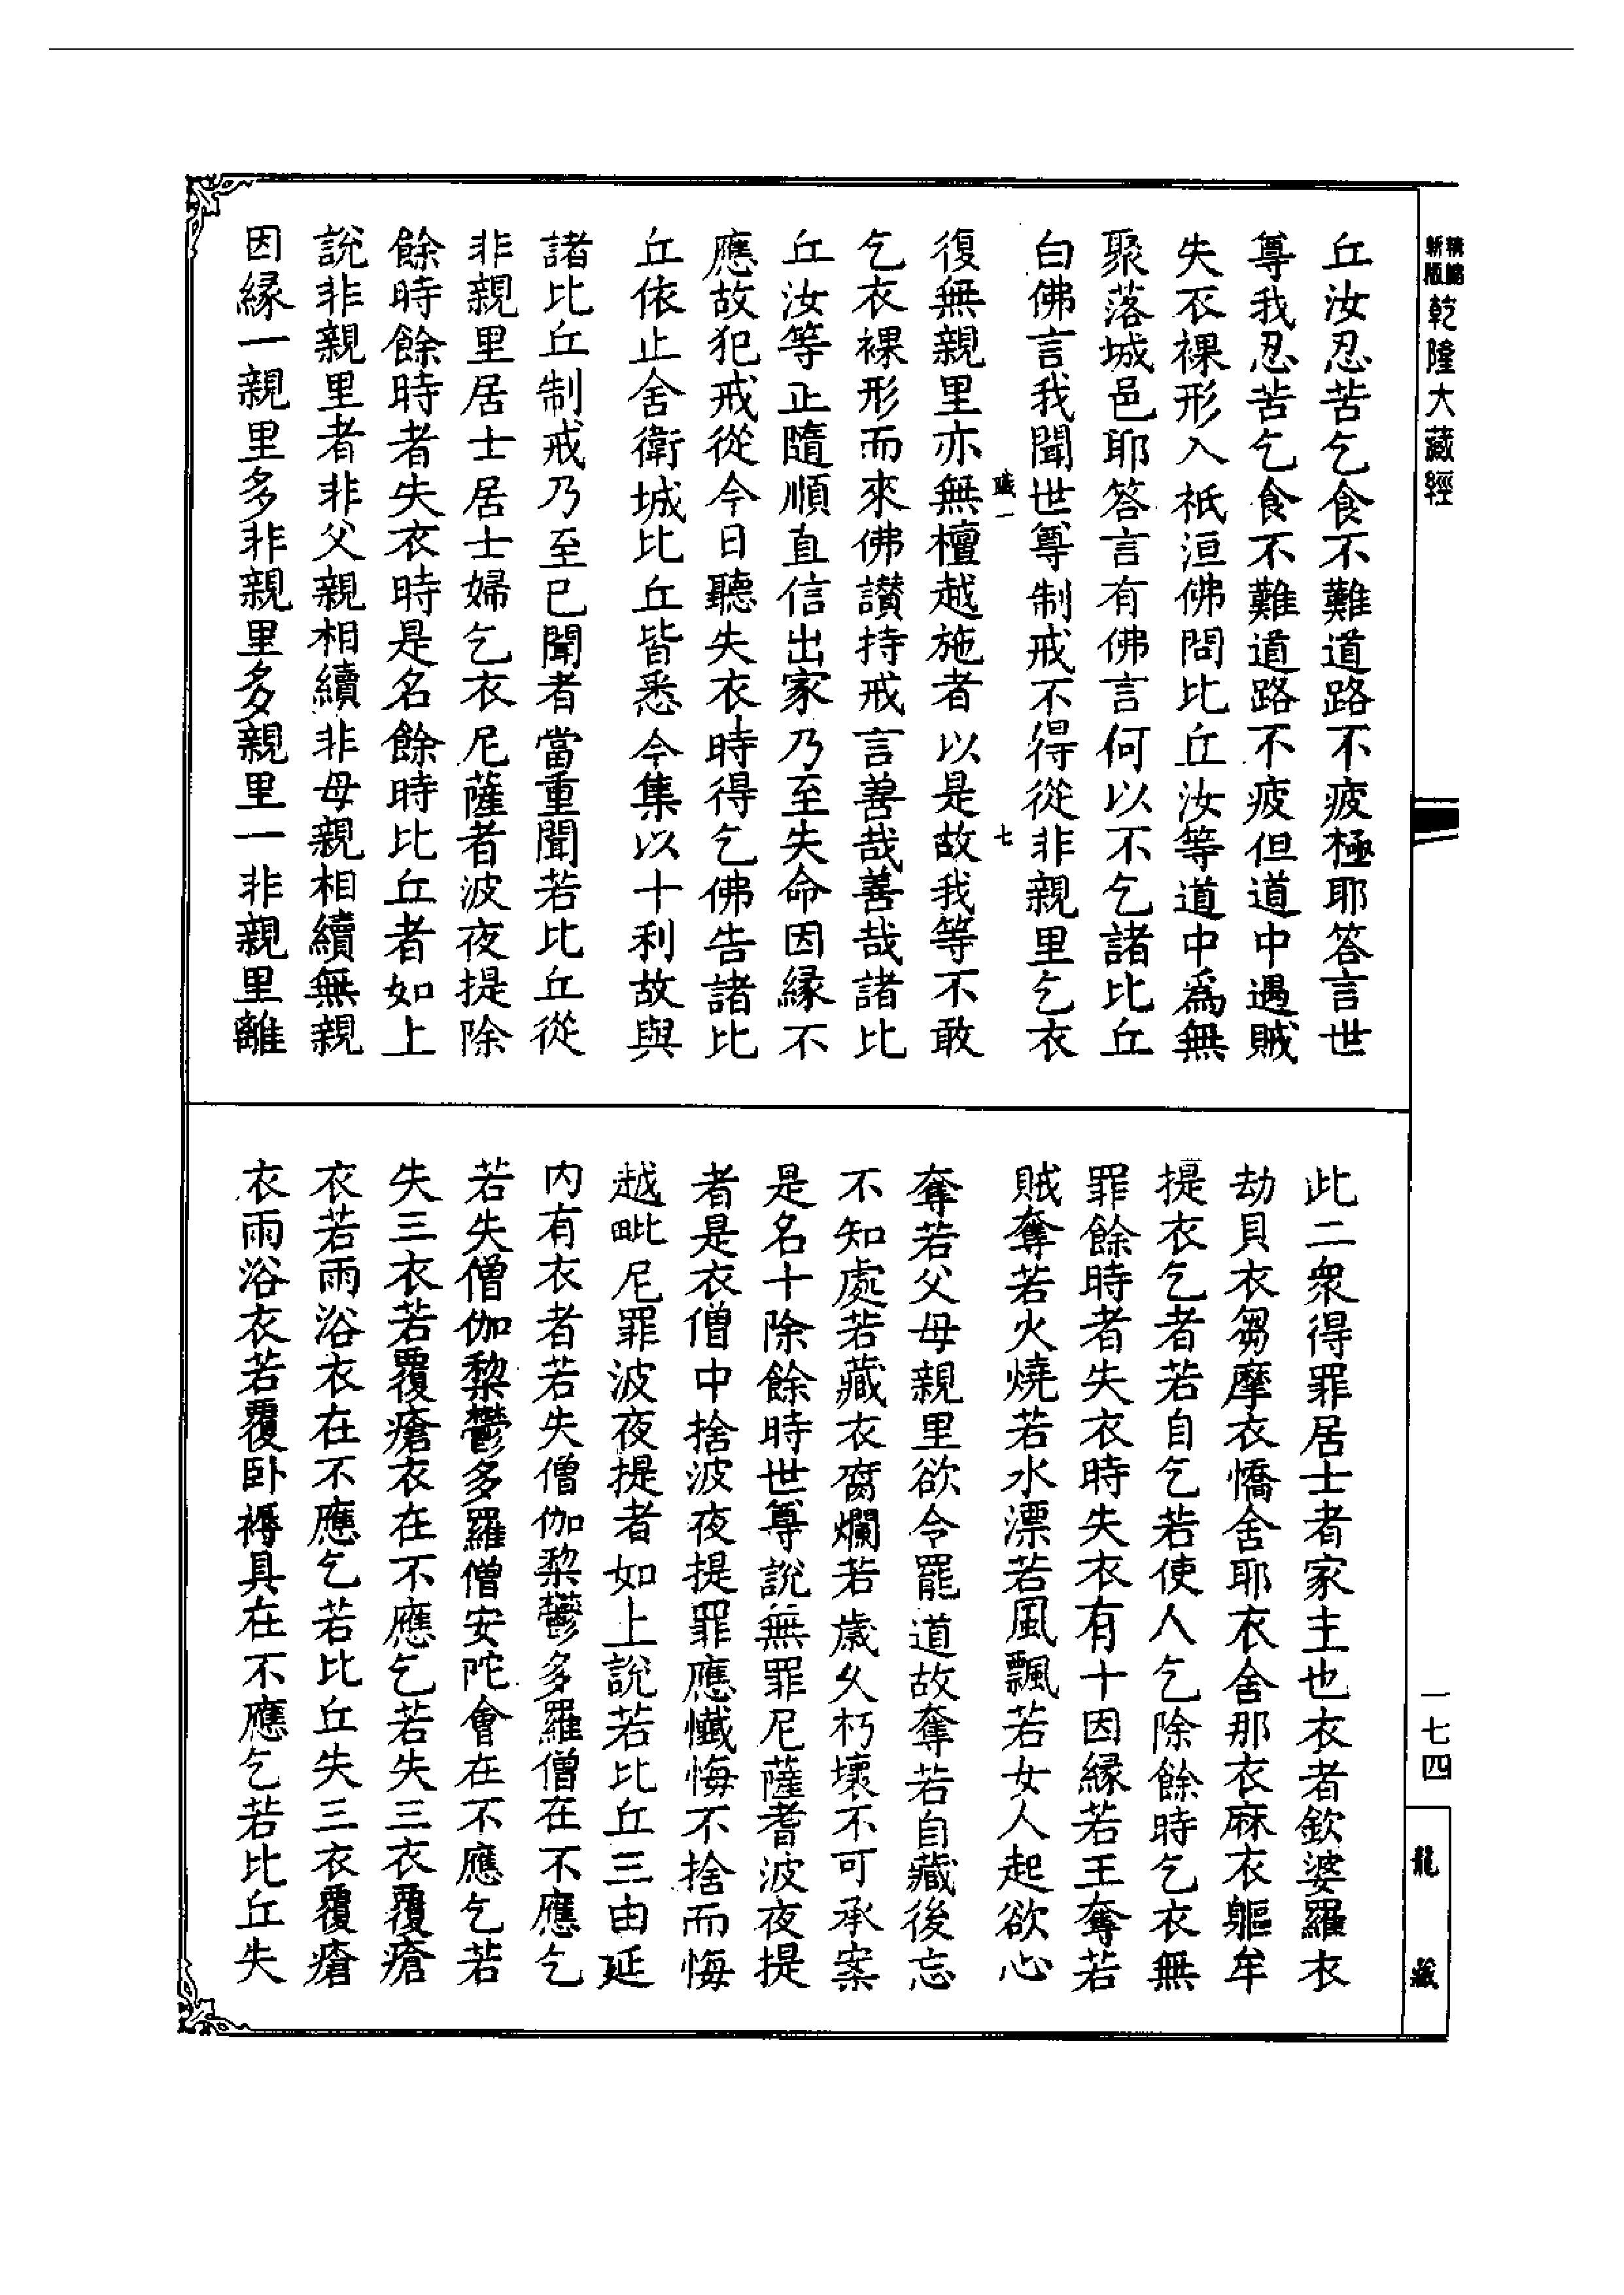 精縮新版乾隆大藏經
丘汝忍苦乞食不難道路不疲極耶答言世
尊我忍苦乞食不難道路不疲但道中遇賊
失衣裸形入祇洹佛問比丘汝等道中為無
聚落城邑耶答言有佛言何以不乞諸比丘
白佛言我聞世尊制戒不得從非親里乞衣
一
七
復無親里亦無檀越施者以是故我等不敢
乞衣裸形而來佛讃持戒言善哉善哉諸比
丘汝等正隨順直信出家乃至失命因緣不
應故犯戒從今日聽失衣時得乞佛告諸比
丘依止舍衛城比丘皆悉令集以十利故與
諸比丘制戒乃至已聞者當重聞若比丘從
非親里居士居士婦乞衣尼薩耆波夜提除
餘時餘時者失衣時是名餘時比丘者如上
說非親里者非父親相續非母親相續無親
因緣一親里多非親里多親里一非親里離
此二衆得罪居士者家主也衣者欽婆羅衣
劫貝衣芻摩衣憍舍耶衣舍那衣麻衣軀牟
提衣乞者若自乞若使人乞除餘時乞衣無
罪餘時者失衣時失衣有十因緣若王奪若
賊奪若火燒若水漂若風飄若女人起欲心
奪若父母親里欲令罷道故奪若自藏後忘
不知處若藏衣腐爛若歲久朽壞不可承案
是名十除餘時世尊說無罪尼薩耆波夜提
者是衣僧中捨波夜提罪應懺悔不捨而悔
越毗尼罪波夜提者如上說若比丘三由延
内有衣者若失僧伽棃鬱多羅僧在不應乞
若失僧伽棃鬱多羅僧安陀會在不應乞若
失三衣若覆瘡衣在不應乞若失三衣覆瘡
衣若雨浴衣在不應乞若比丘失三衣覆瘡
衣雨浴衣若覆卧褥具在不應乞若比丘失
一七四
龍藏